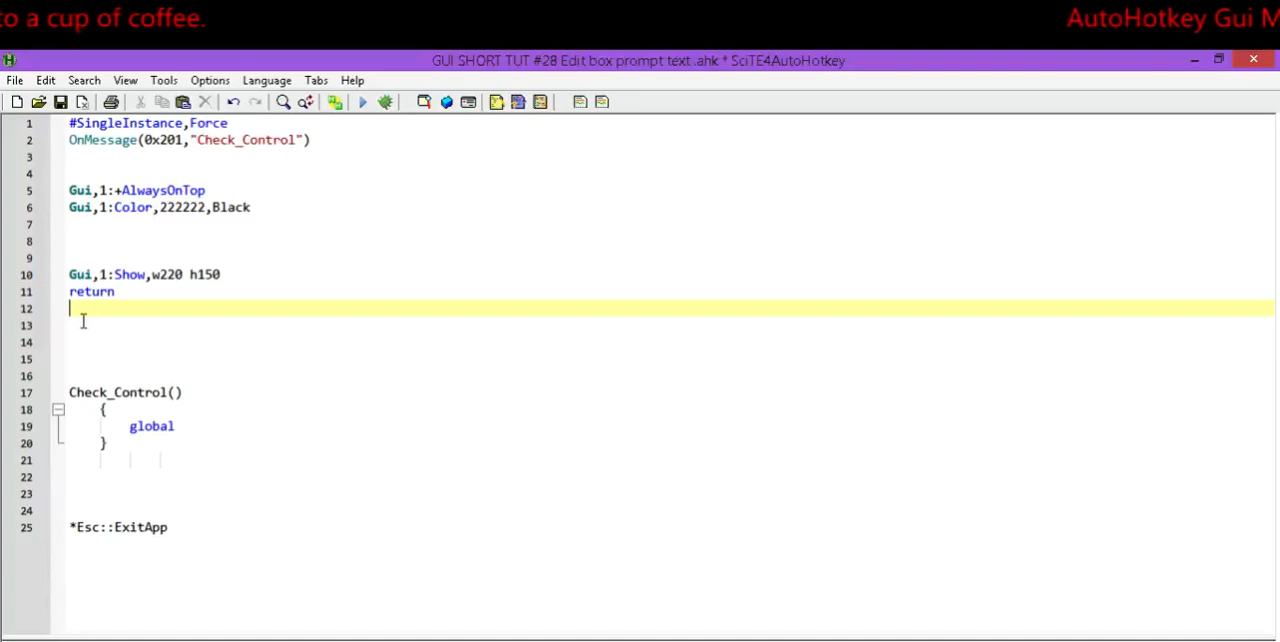 to a cup of coffee. AutoHotkey Gui M
GUI SHORT TUT #28 Edit box prompt text .ahk * SciTE4AutoHotkey
File Edit Search View Tools Options Language Tabs Help
1 #SingleInstance,Force
2 OnMessage(0x201,"Check_Control")
3
4
5 Gui,1:+AlwaysOnTop
6 Gui,1:Color,222222,Black
7
8
9
10 Gui,1:Show,w220 h150
11 return
12
13
14
15
16
17 Check_Control()
18 {
19 global
20 }
21
22
23
24
25 *Esc::ExitApp